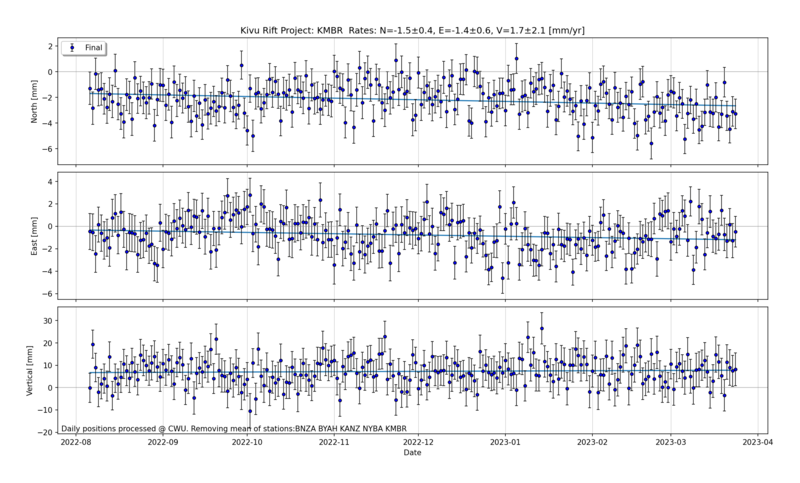 Kivu Rift Project: KMBR Rates: N=-1.5±0.4, E=-1.4±0.6, V=1.7±2.1 [mm/yr]
Final
2
0
−2
−4
−6
North [mm]
4
2
0
−2
−4
−6
East [mm]
30
20
10
0
−10
−20
Vertical [mm]
Daily positions processed @ CWU. Removing mean of stations:BNZA BYAH KANZ NYBA KMBR
2022-08 2022-09 2022-10 2022-11 2022-12 2023-01 2023-02 2023-03 2023-04
Date